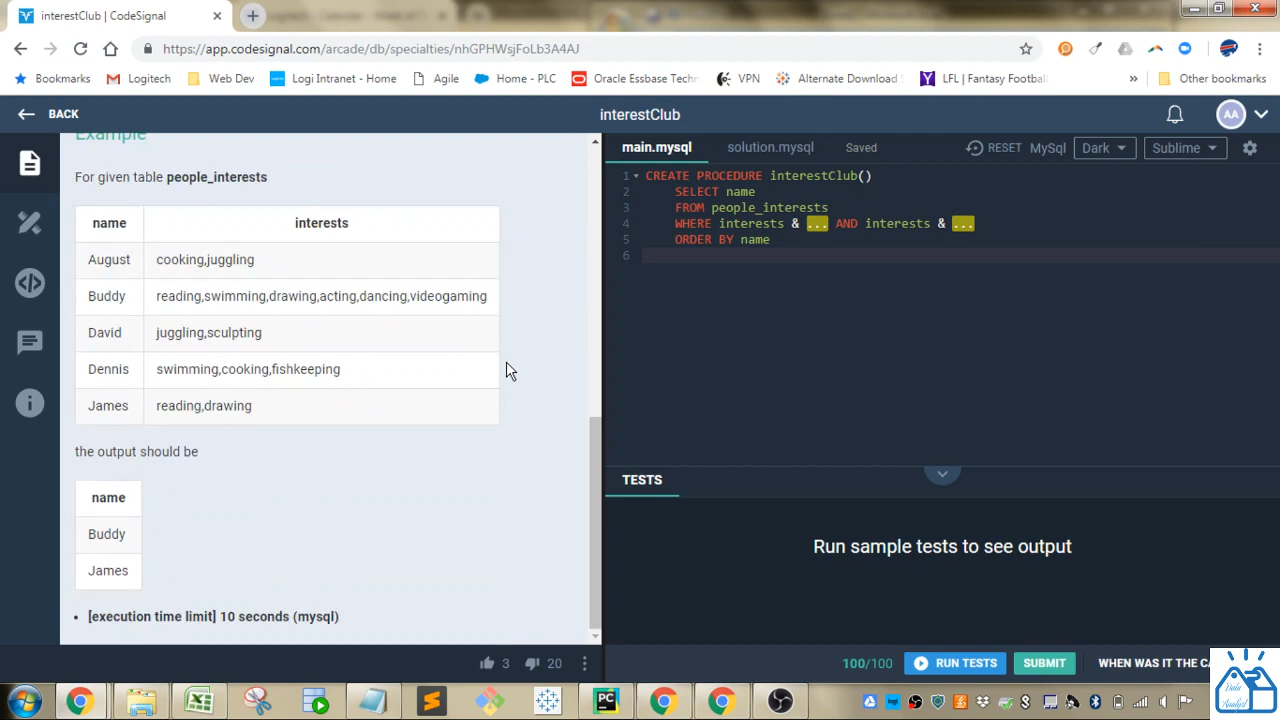 interestClub | CodeSignal
https://app.codesignal.com/arcade/db/specialties/nhGPHWsjFoLb3A4AJ
Bookmarks Logitech Web Dev Logi Intranet - Home Agile Home - PLC Oracle Essbase Techn VPN Alternate Download LFL | Fantasy Football » Other bookmarks
BACK interestClub AA
Example
For given table people_interests
name interests
August cooking,juggling
Buddy reading,swimming,drawing,acting,dancing,videogaming
David juggling,sculpting
Dennis swimming,cooking,fishkeeping
James reading,drawing
the output should be
name
Buddy
James
• [execution time limit] 10 seconds (mysql)
3 20
main.mysql solution.mysql Saved RESET MySql Dark Sublime
1 CREATE PROCEDURE interestClub()
2 SELECT name
3 FROM people_interests
4 WHERE interests & ... AND interests & ...
5 ORDER BY name
6
TESTS
Run sample tests to see output
100/100 RUN TESTS SUBMIT WHEN WAS IT THE CA
PC
Data
Analyst